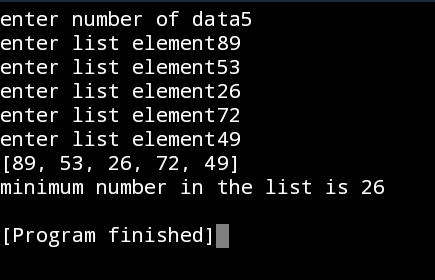 enter number of data5
enter list element89
enter list element53
enter list element26
enter list element72
enter list element49
[89, 53, 26, 72, 49]
minimum number in the list is 26
[Program finished]